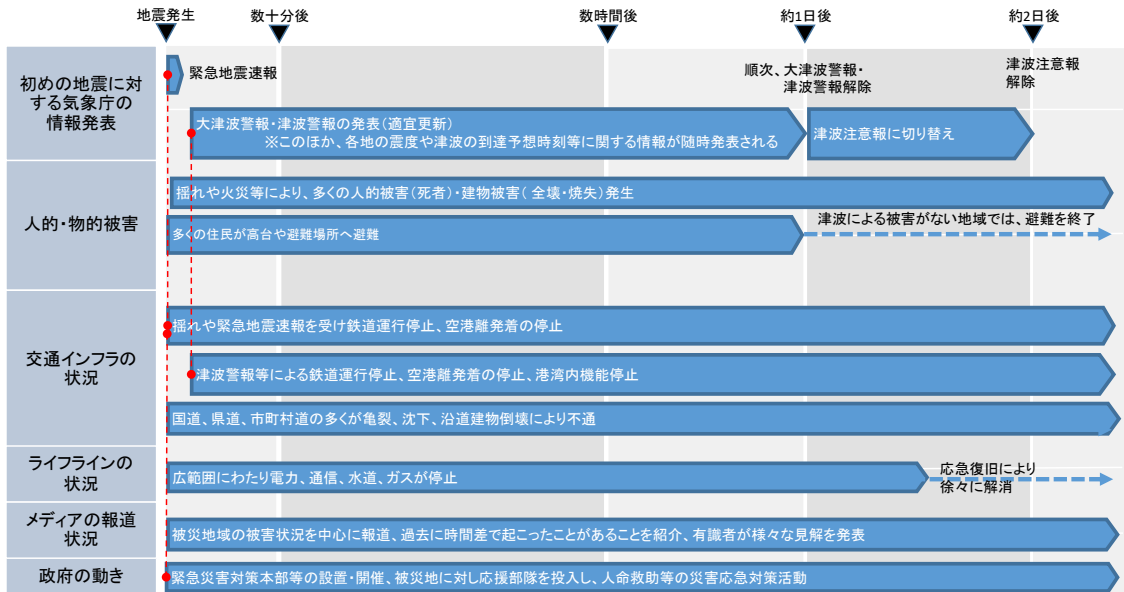 地震発生
数十分後
数時間後
約1日後
約2日後
初めの地震に対
する気象庁の
情報発表
緊急地震速報
順次、大津波警報・
津波警報解除
津波注意報
解除
大津波警報・津波警報の発表(適宜更新)
※このほか、各地の震度や津波の到達予想時刻等に関する情報が随時発表される
津波注意報に切り替え
人的・物的被害
揺れや火災等により、多くの人的被害(死者)・建物被害( 全壊・焼失)発生
多くの住民が高台や避難場所へ避難
津波による被害がない地域では、避難を終了
交通インフラの
状況
揺れや緊急地震速報を受け鉄道運行停止、空港離発着の停止
津波警報等による鉄道運行停止、空港離発着の停止、港湾内機能停止
国道、県道、市町村道の多くが亀裂、沈下、沿道建物倒壊により不通
ライフラインの
状況
広範囲にわたり電力、通信、水道、ガスが停止
応急復旧により
徐々に解消
メディアの報道
状況
被災地域の被害状況を中心に報道、過去に時間差で起こったことがあることを紹介、有識者が様々な見解を発表
政府の動き
緊急災害対策本部等の設置・開催、被災地に対し応援部隊を投入し、人命救助等の災害応急対策活動